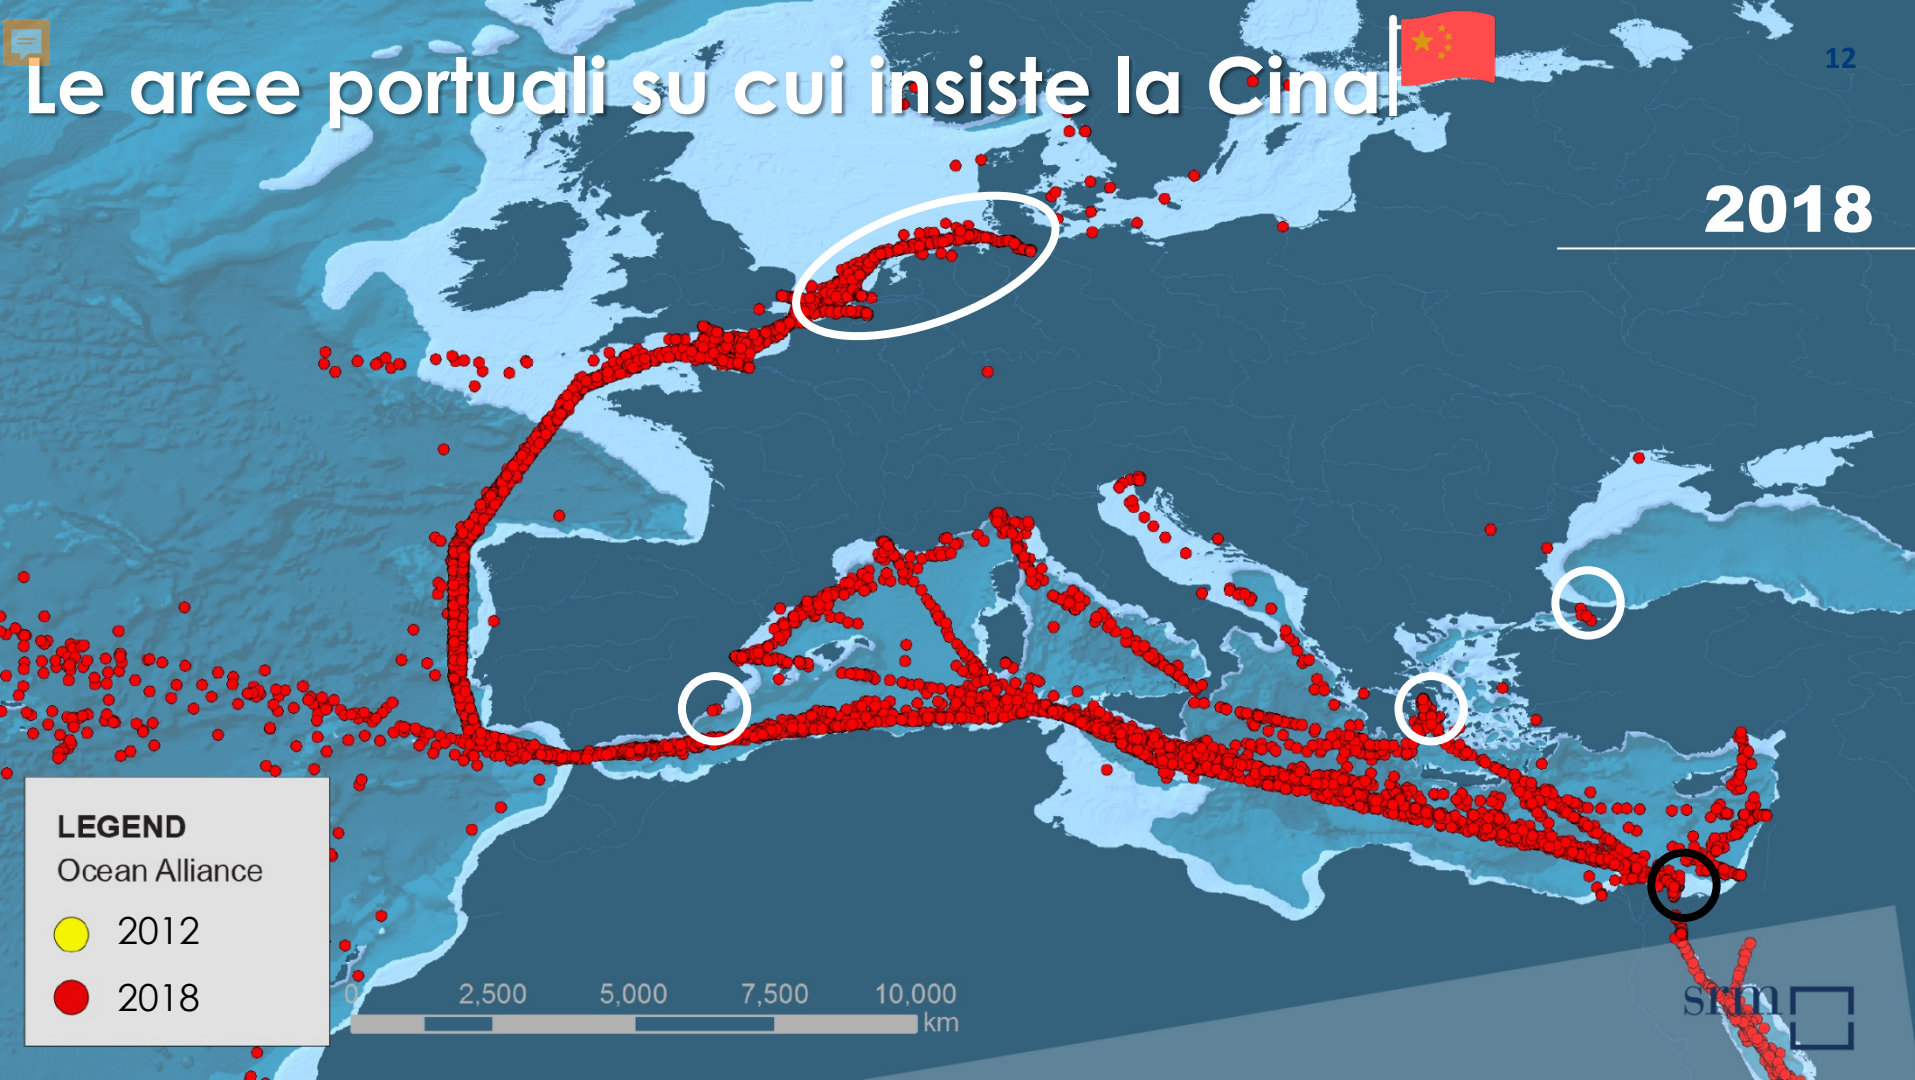 Le aree portuali su cui insiste la Cina
12
2018
LEGEND
Ocean Alliance
2012
2018
0 2,500 5,000 7,500 10,000
km
srm